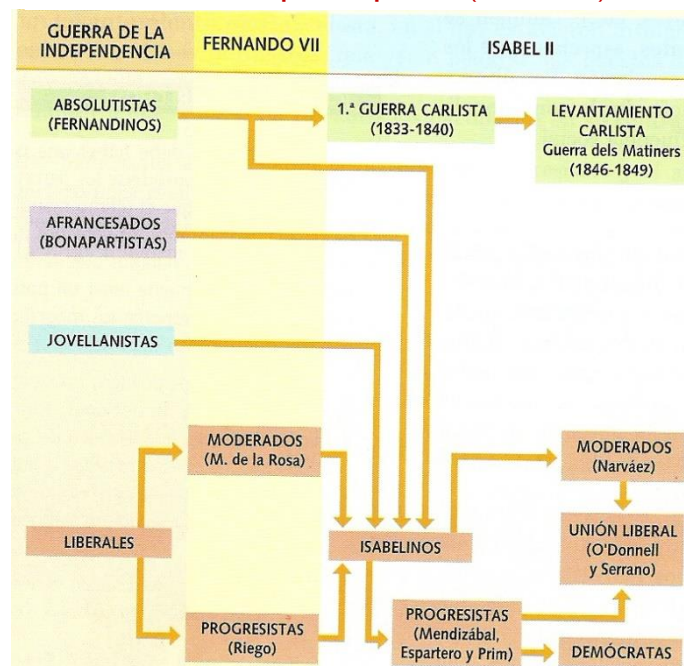 GUERRA DE LA
INDEPENDENCIA
FERNANDO VII
ISABEL II
ABSOLUTISTAS
(FERNANDINOS)
1.ª GUERRA CARLISTA
(1833-1840)
LEVANTAMIENTO
CARLISTA
Guerra dels Matiners
(1846-1849)
AFRANCESADOS
(BONAPARTISTAS)
JOVELLANISTAS
MODERADOS
(M. de la Rosa)
MODERADOS
(Narváez)
LIBERALES
ISABELINOS
UNIÓN LIBERAL
(O'Donnell
y Serrano)
PROGRESISTAS
(Riego)
PROGRESISTAS
(Mendizábal,
Espartero y Prim)
DEMÓCRATAS